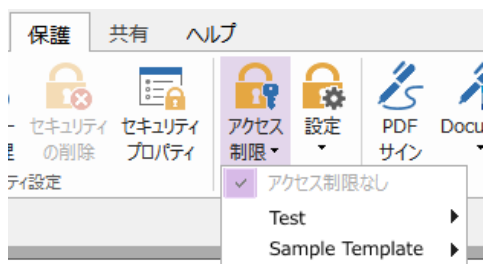 保護 共有 ヘルプ
セキュリティ セキュリティ アクセス 設定 PDF Docu
の削除 プロパティ 制限 サイン
ティ設定
アクセス制限なし
Test
Sample Template